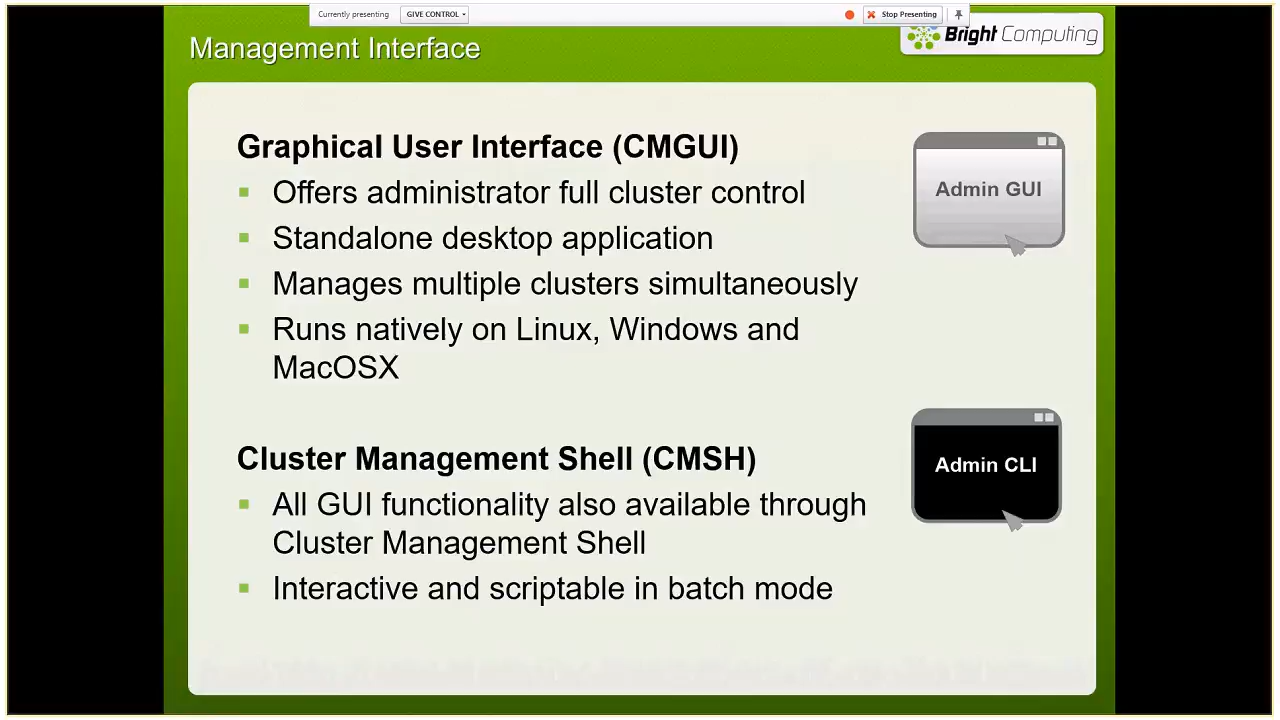 Currently presenting
GIVE CONTROL
Stop Presenting
Management Interface
Bright Computing
Graphical User Interface (CMGUI)
Offers administrator full cluster control
Standalone desktop application
Manages multiple clusters simultaneously
Runs natively on Linux, Windows and
MacOSX
Admin GUI
Cluster Management Shell (CMSH)
All GUI functionality also available through
Cluster Management Shell
Interactive and scriptable in batch mode
Admin CLI